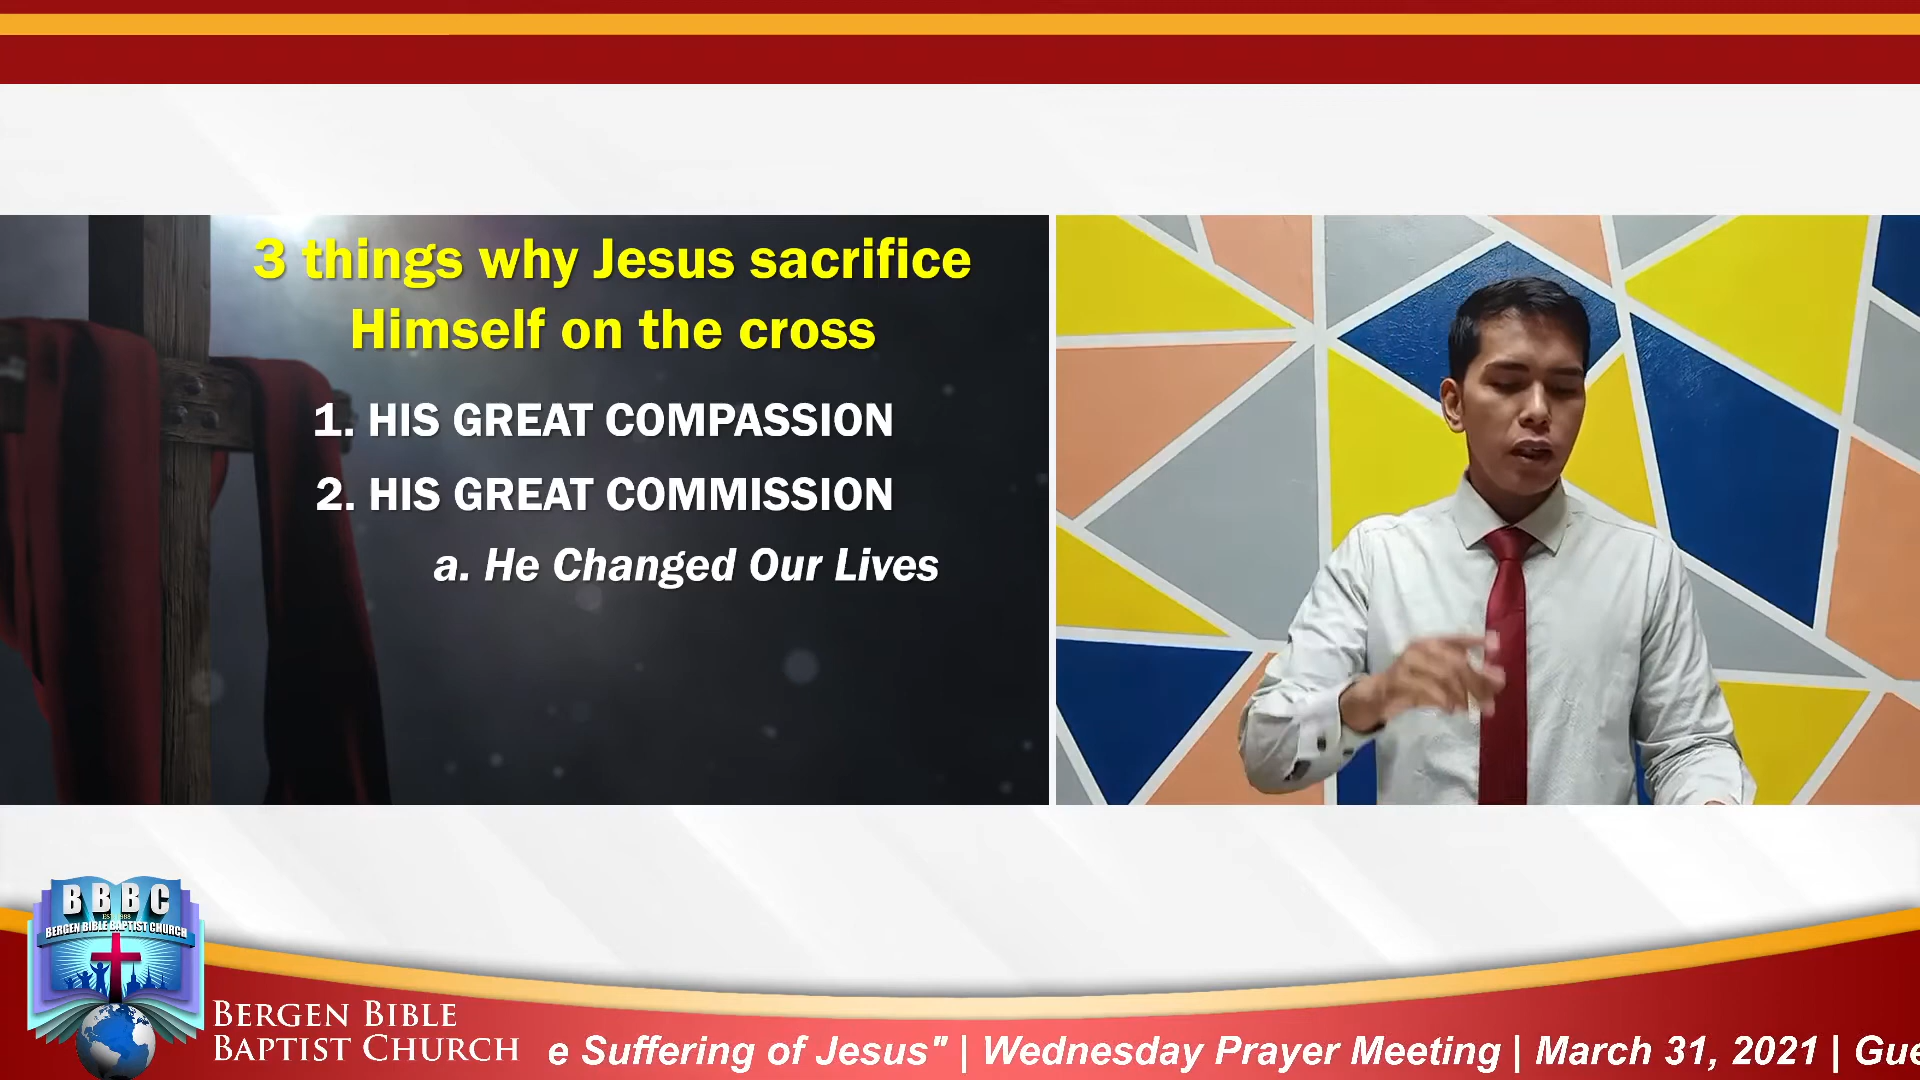 3 things why Jesus sacrifice
Himself on the cross
1. HIS GREAT COMPASSION
2. HIS GREAT COMMISSION
a. He Changed Our Lives
B B B C
BERGEN BIBLE BAPTIST CHURCH
BERGEN BIBLE
BAPTIST CHURCH
e Suffering of Jesus" | Wednesday Prayer Meeting | March 31, 2021 | Gue